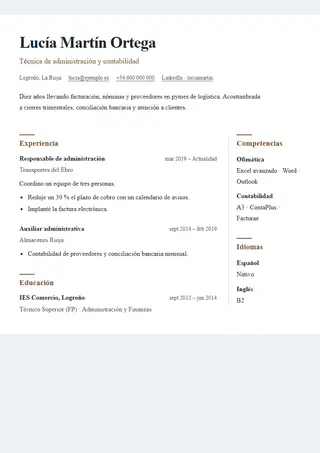 Lucía Martín Ortega
Técnica de administración y contabilidad
Logroño, La Rioja lucia@ejemplo.es +34 600 000 000 LinkedIn · luciamartin
Diez años llevando facturación, nóminas y proveedores en pymes de logística. Acostumbrada
a cierres trimestrales, conciliación bancaria y atención a clientes.
Experiencia
Responsable de administración mar 2019 – Actualidad
Transportes del Ebro
Coordino un equipo de tres personas.
• Reduje un 30 % el plazo de cobro con un calendario de avisos.
• Implanté la factura electrónica.
Auxiliar administrativa sept 2014 – feb 2019
Almacenes Rioja
• Contabilidad de proveedores y conciliación bancaria mensual.
Educación
IES Comercio, Logroño sept 2012 – jun 2014
Técnico Superior (FP) · Administración y Finanzas
Competencias
Ofimática
Excel avanzado · Word ·
Outlook
Contabilidad
A3 · ContaPlus ·
Facturae
Idiomas
Español
Nativo
Inglés
B2